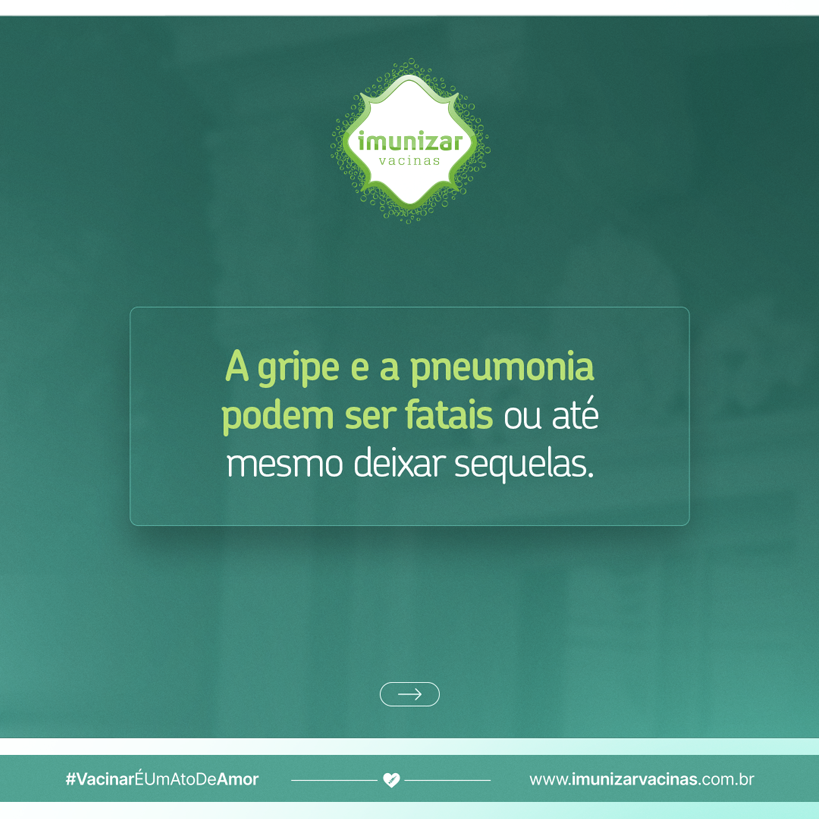 imunizar
vacinas
A gripe e a pneumonia
podem ser fatais ou até
mesmo deixar sequelas.
#VacinarÉUmAtoDeAmor
www.imunizarvacinas.com.br